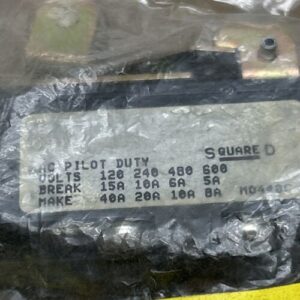 AC PILOT DUTY SQUARE D
VOLTS 120 240 480 600
BREAK 15A 10A 6A 5A
MAKE 40A 20A 10A 8A